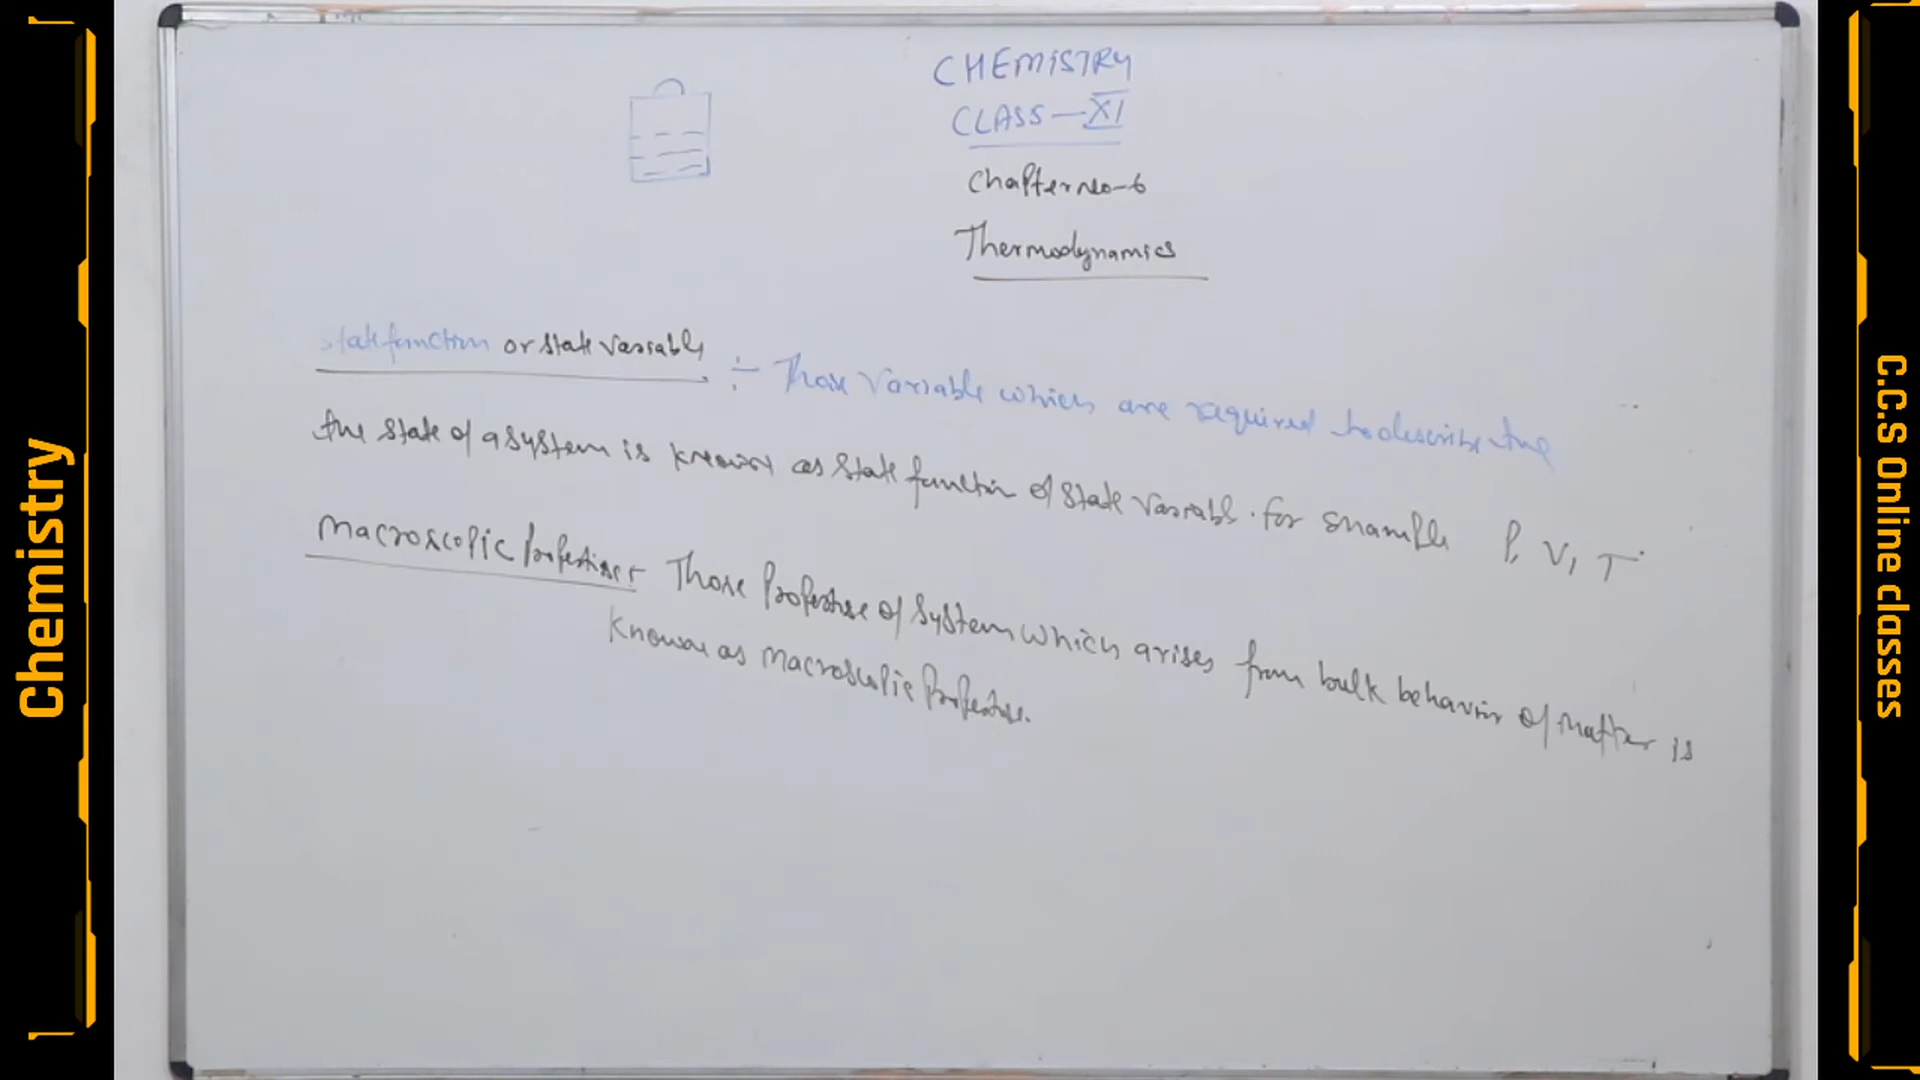 Chemistry
CHEMISTRY
CLASS — XI
Chapter no-6
Thermodynamics
state function or state variable :- Those variable which are required to describe the
the state of a system is known as state function of state variable. for example P, V, T
Macroscopic Properties:- Those Properties of system which arises from bulk behavior of matter is
known as macroscopic Properties.
C.C.S Online classes